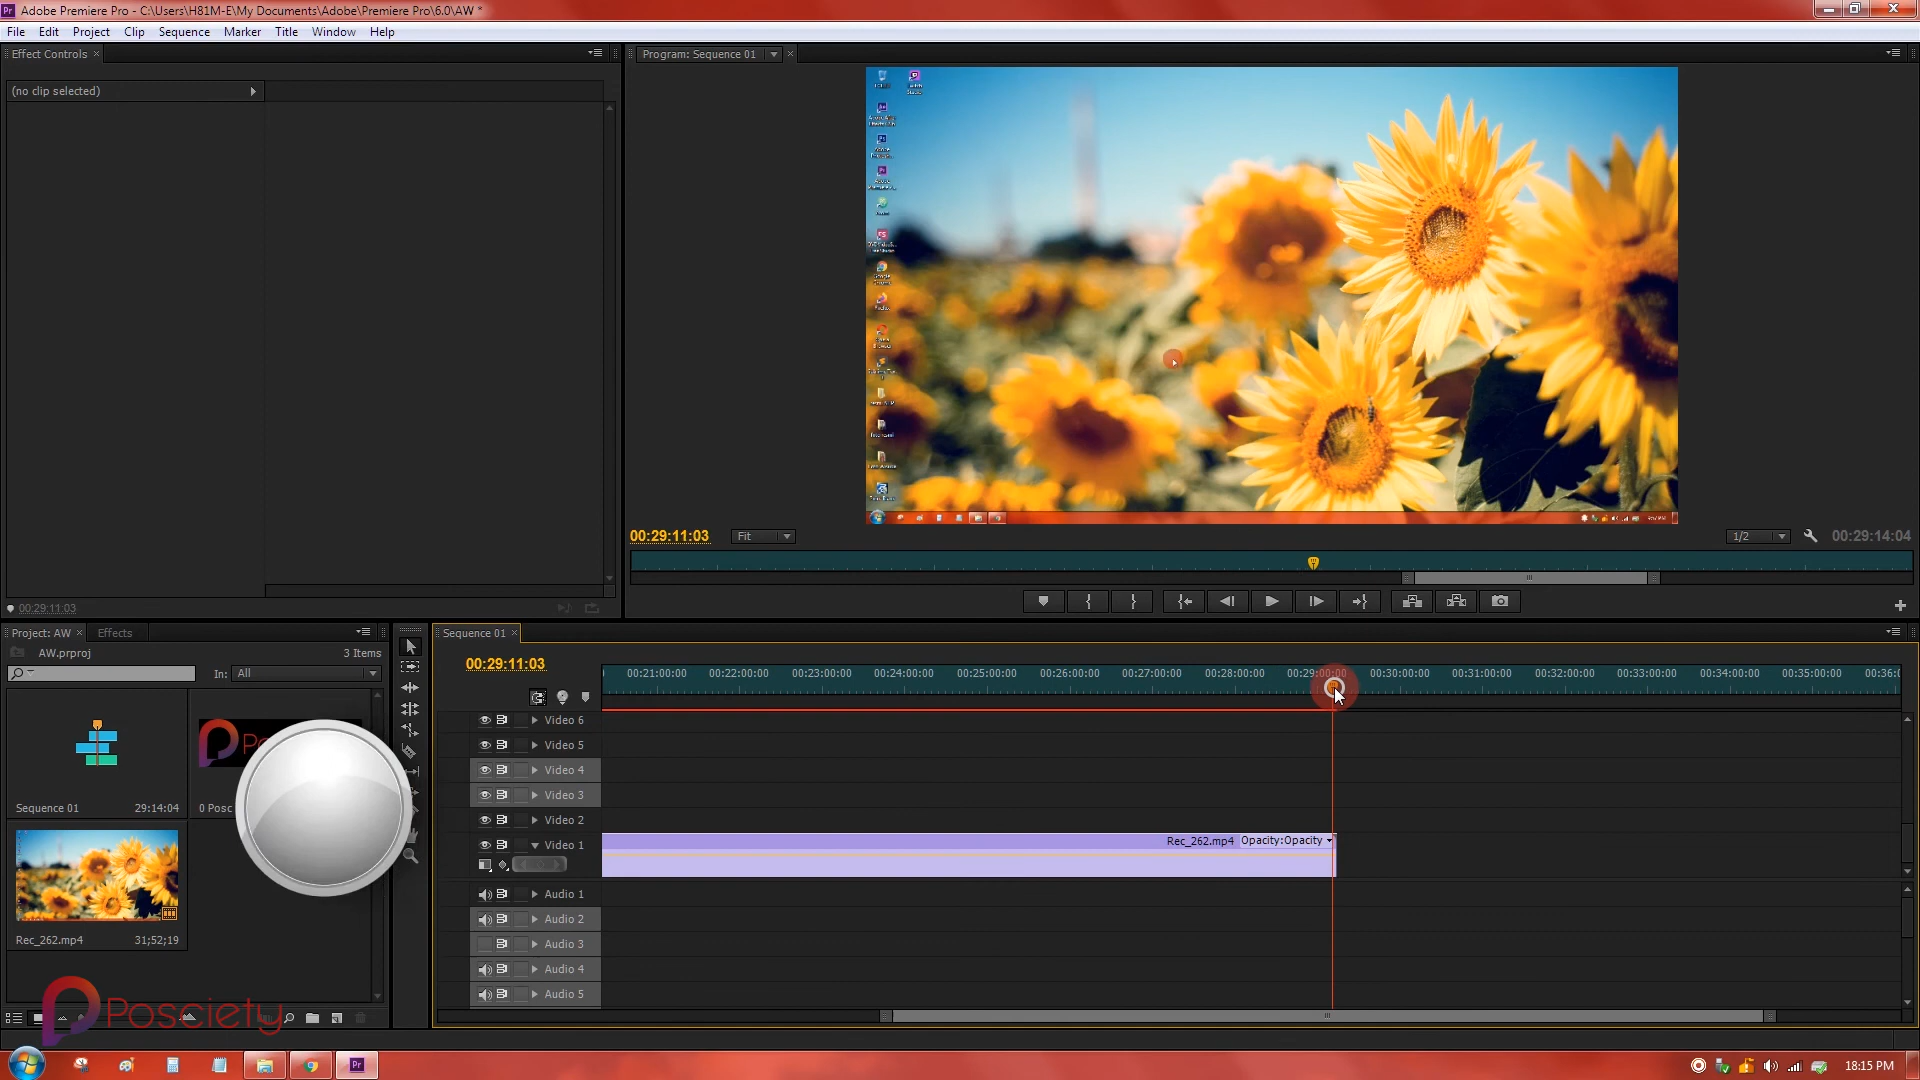 Adobe Premiere Pro - C:\Users\H81M-E\My Documents\Adobe\Premiere Pro\6.0\AW *
File Edit Project Clip Sequence Marker Title Window Help
Effect Controls
(no clip selected)
00:29:11:03
Program: Sequence 01
00:29:11:03
Fit
1/2
00:29:14:04
Project: AW
Effects
AW.prproj
3 Items
In: All
Sequence 01
29:14:04
0 Posc
Rec_262.mp4
31;52;19
Posciety
Sequence 01
00:29:11:03
00:21:00:00 00:22:00:00 00:23:00:00 00:24:00:00 00:25:00:00 00:26:00:00 00:27:00:00 00:28:00:00 00:29:00:00 00:30:00:00 00:31:00:00 00:32:00:00 00:33:00:00 00:34:00:00 00:35:00:00 00:36:0
Video 6
Video 5
Video 4
Video 3
Video 2
Video 1
Rec_262.mp4 Opacity:Opacity
Audio 1
Audio 2
Audio 3
Audio 4
Audio 5
Pr
18:15 PM